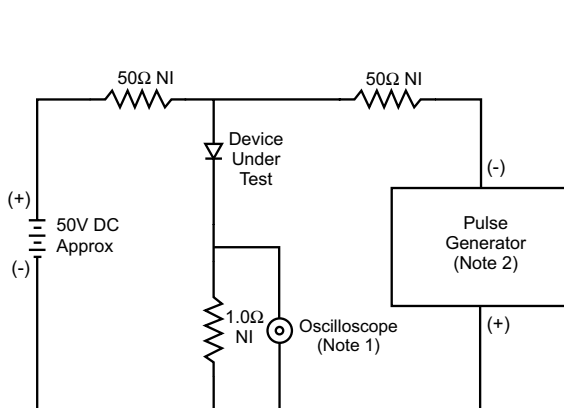 50Ω NI
50Ω NI
Device
Under
Test
(-)
(+)
50V DC
Approx
(-)
Pulse
Generator
(Note 2)
1.0Ω
NI
Oscilloscope
(Note 1)
(+)